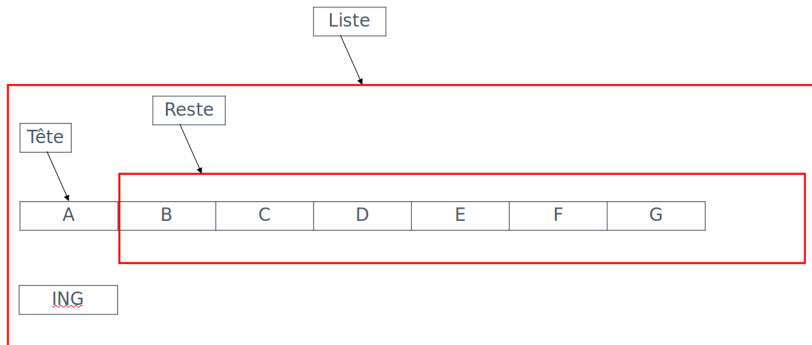 Liste
Reste
Tête
A B C D E F G
ING